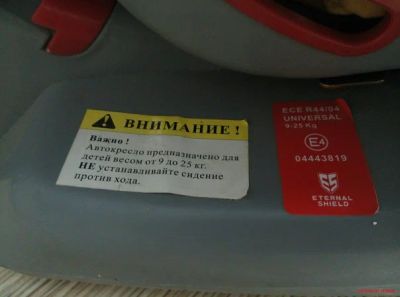 ВНИМАНИЕ !
Важно !
Автокресло предназначено для
детей весом от 9 до 25 кг.
НЕ устанавливайте сидение
против хода.
ECE R44/04
UNIVERSAL
9-25 Kg
E4
04443819
ETERNAL
SHIELD